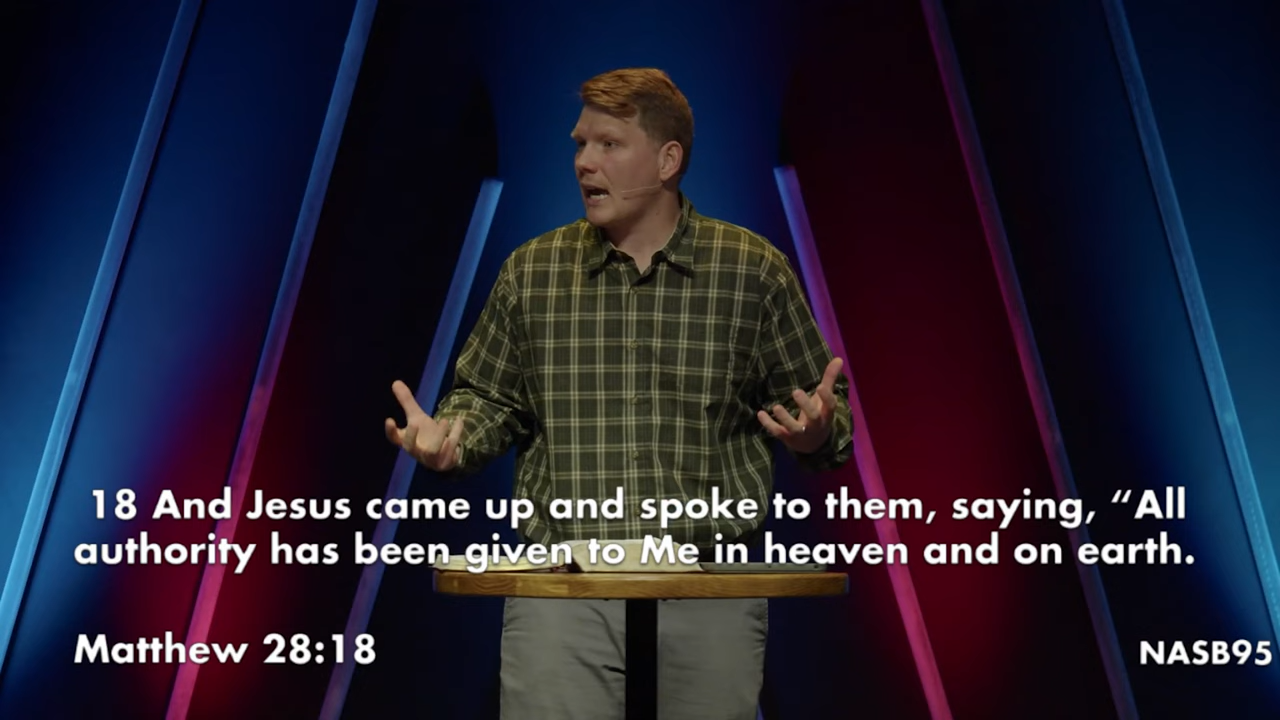 18 And Jesus came up and spoke to them, saying, “All
authority has been given to Me in heaven and on earth.
Matthew 28:18
NASB95